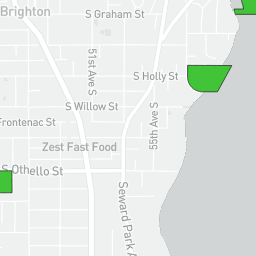 Brighton
S Graham St
51st Ave S
S Holly St
S Willow St
55th Ave S
Frontenac St
Zest Fast Food
S Othello St
Seward Park A